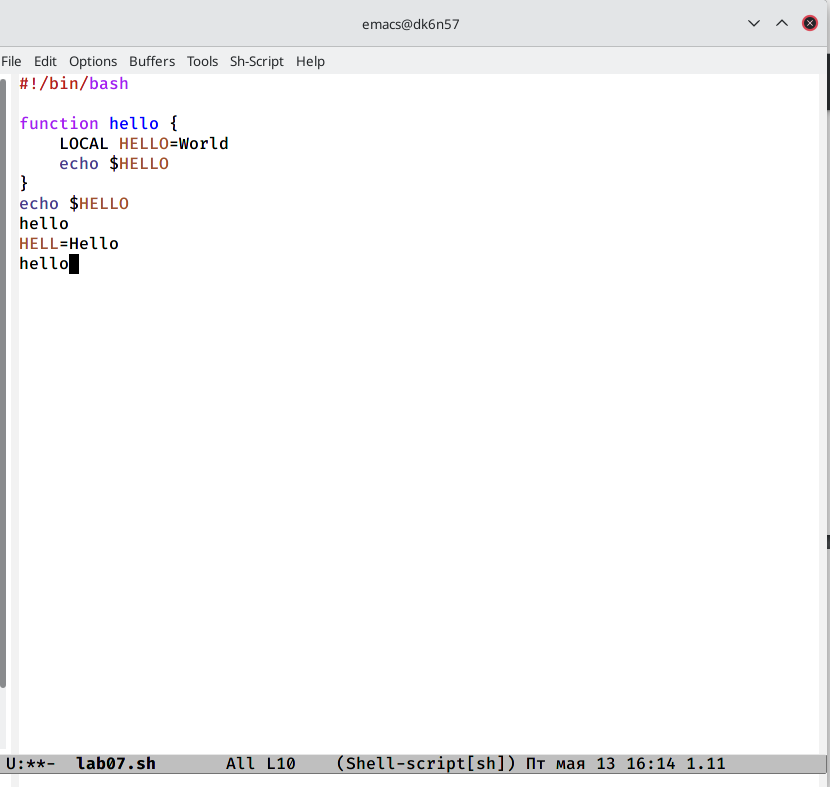 emacs@dk6n57
File Edit Options Buffers Tools Sh-Script Help
#!/bin/bash
function hello {
    LOCAL HELLO=World
    echo $HELLO
}
echo $HELLO
hello
HELL=Hello
hello
U:**-  lab07.sh       All L10    (Shell-script[sh]) Пт мая 13 16:14 1.11